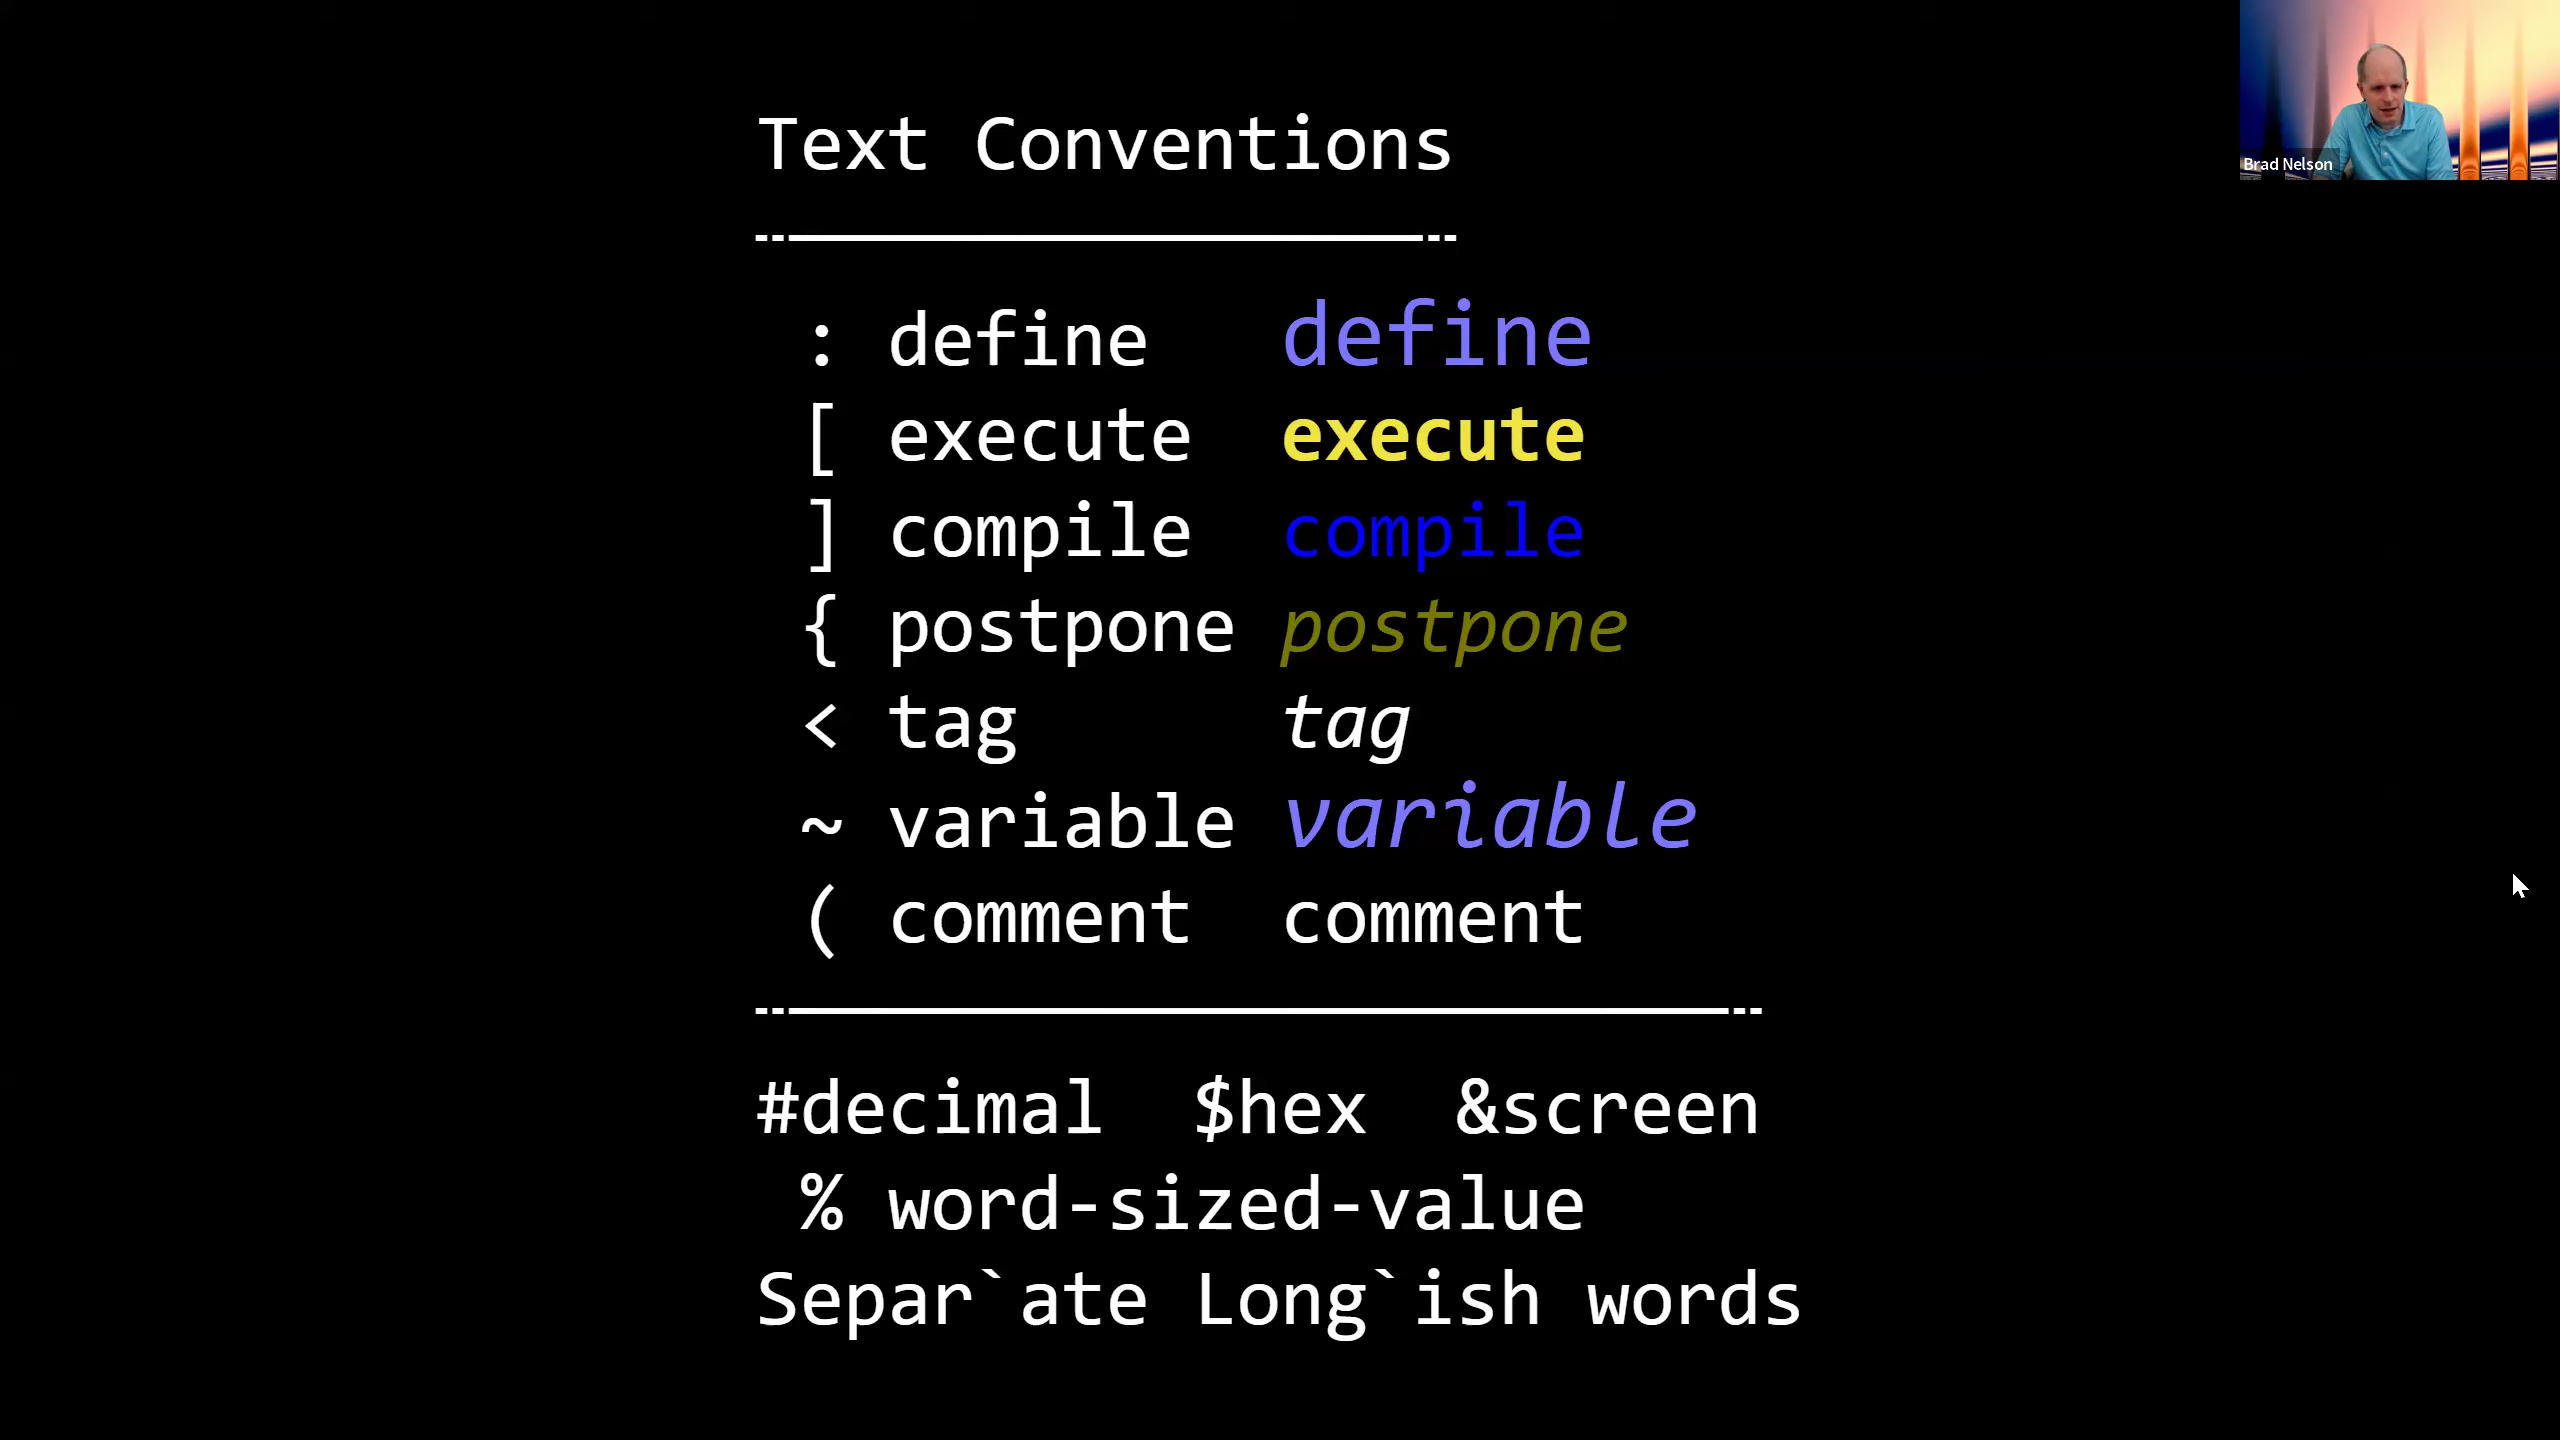 Text Conventions
: define define
[ execute execute
] compile compile
{ postpone postpone
< tag tag
~ variable variable
( comment comment
#decimal $hex &screen
% word-sized-value
Separ`ate Long`ish words
Brad Nelson